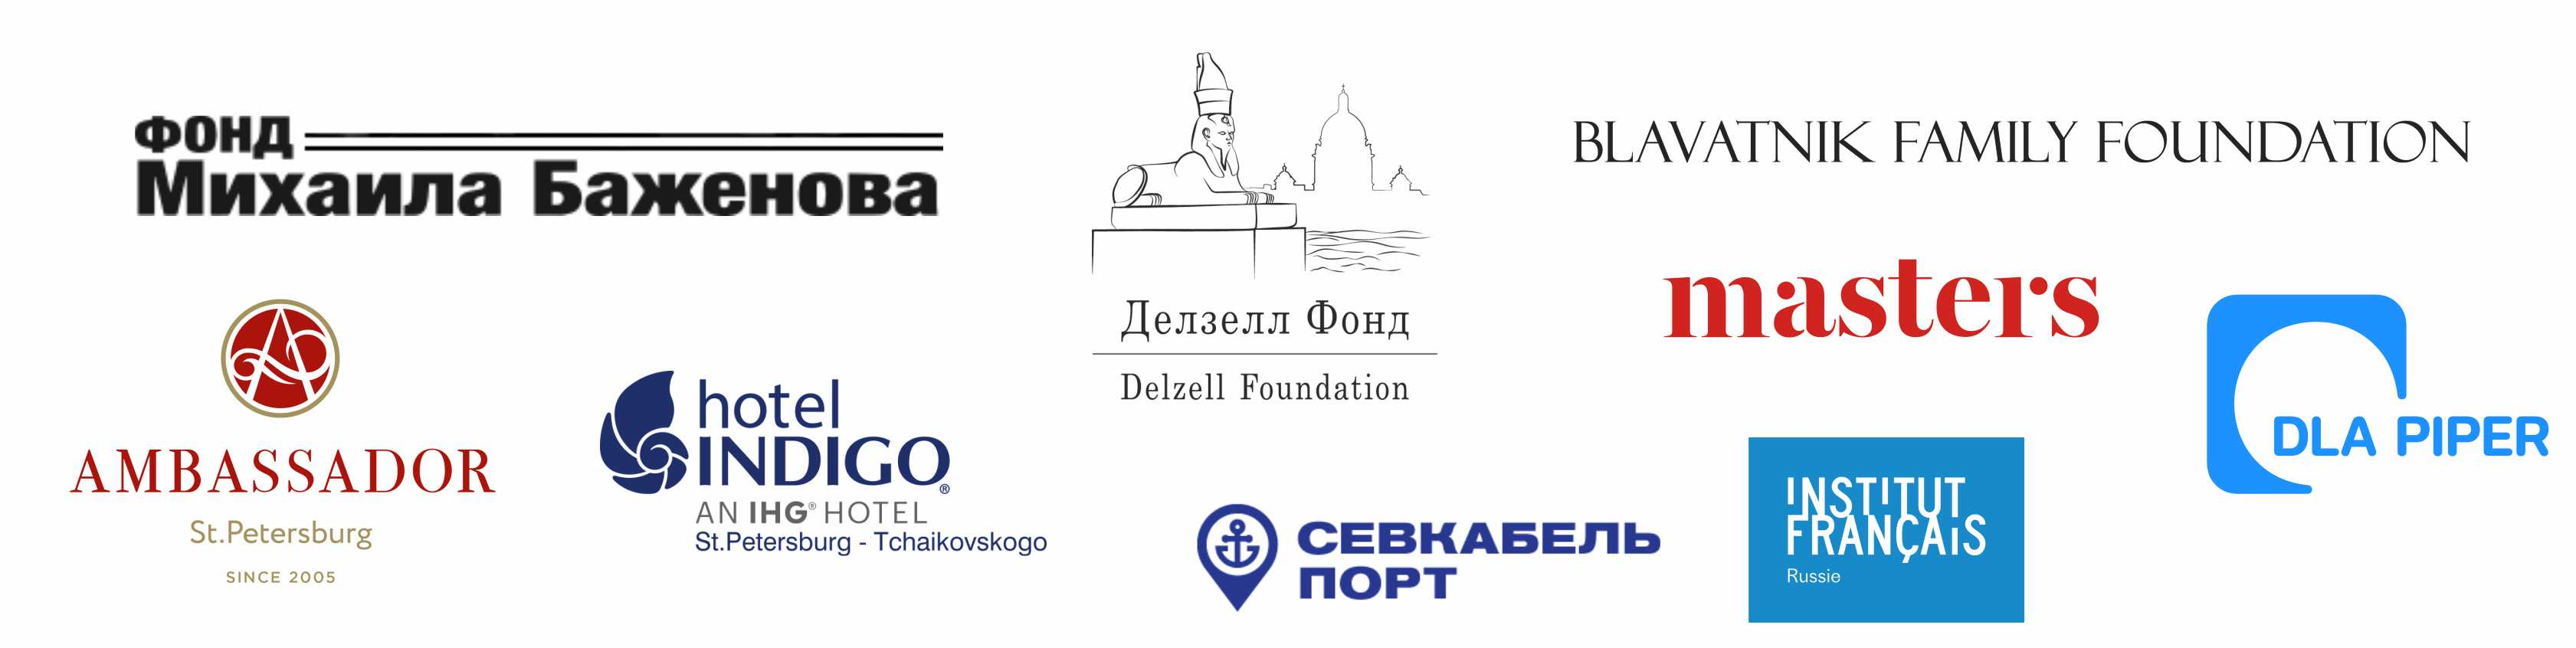 ФОНД
Михаила Баженова
Делзелл Фонд
Delzell Foundation
BLAVATNIK FAMILY FOUNDATION
masters
DLA PIPER
AMBASSADOR
St.Petersburg
SINCE 2005
hotel
INDIGO®
AN IHG® HOTEL
St.Petersburg - Tchaikovskogo
СЕВКАБЕЛЬ
ПОРТ
INSTITUT
FRANÇAiS
Russie